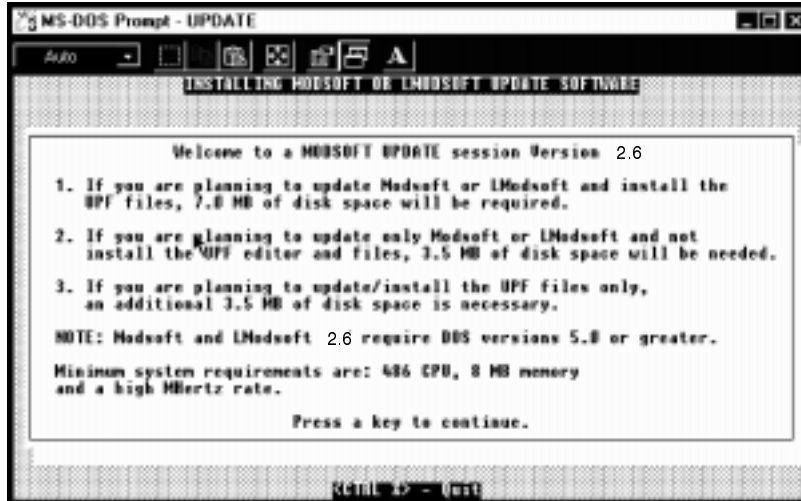 MS-DOS Prompt - UPDATE
Auto
A
INSTALLING MODSOFT OR LMODSOFT UPDATE SOFTWARE
Welcome to a MODSOFT UPDATE session Version 2.6
1. If you are planning to update Modsoft or LModsoft and install the
UPF files, 7.0 MB of disk space will be required.
2. If you are planning to update only Modsoft or LModsoft and not
install the UPF editor and files, 3.5 MB of disk space will be needed.
3. If you are planning to update/install the UPF files only,
an additional 3.5 MB of disk space is necessary.
NOTE: Modsoft and LModsoft 2.6 require DOS versions 5.0 or greater.
Minimum system requirements are: 486 CPU, 8 MB memory
and a high MHertz rate.
Press a key to continue.
<CTRL X> - Quit